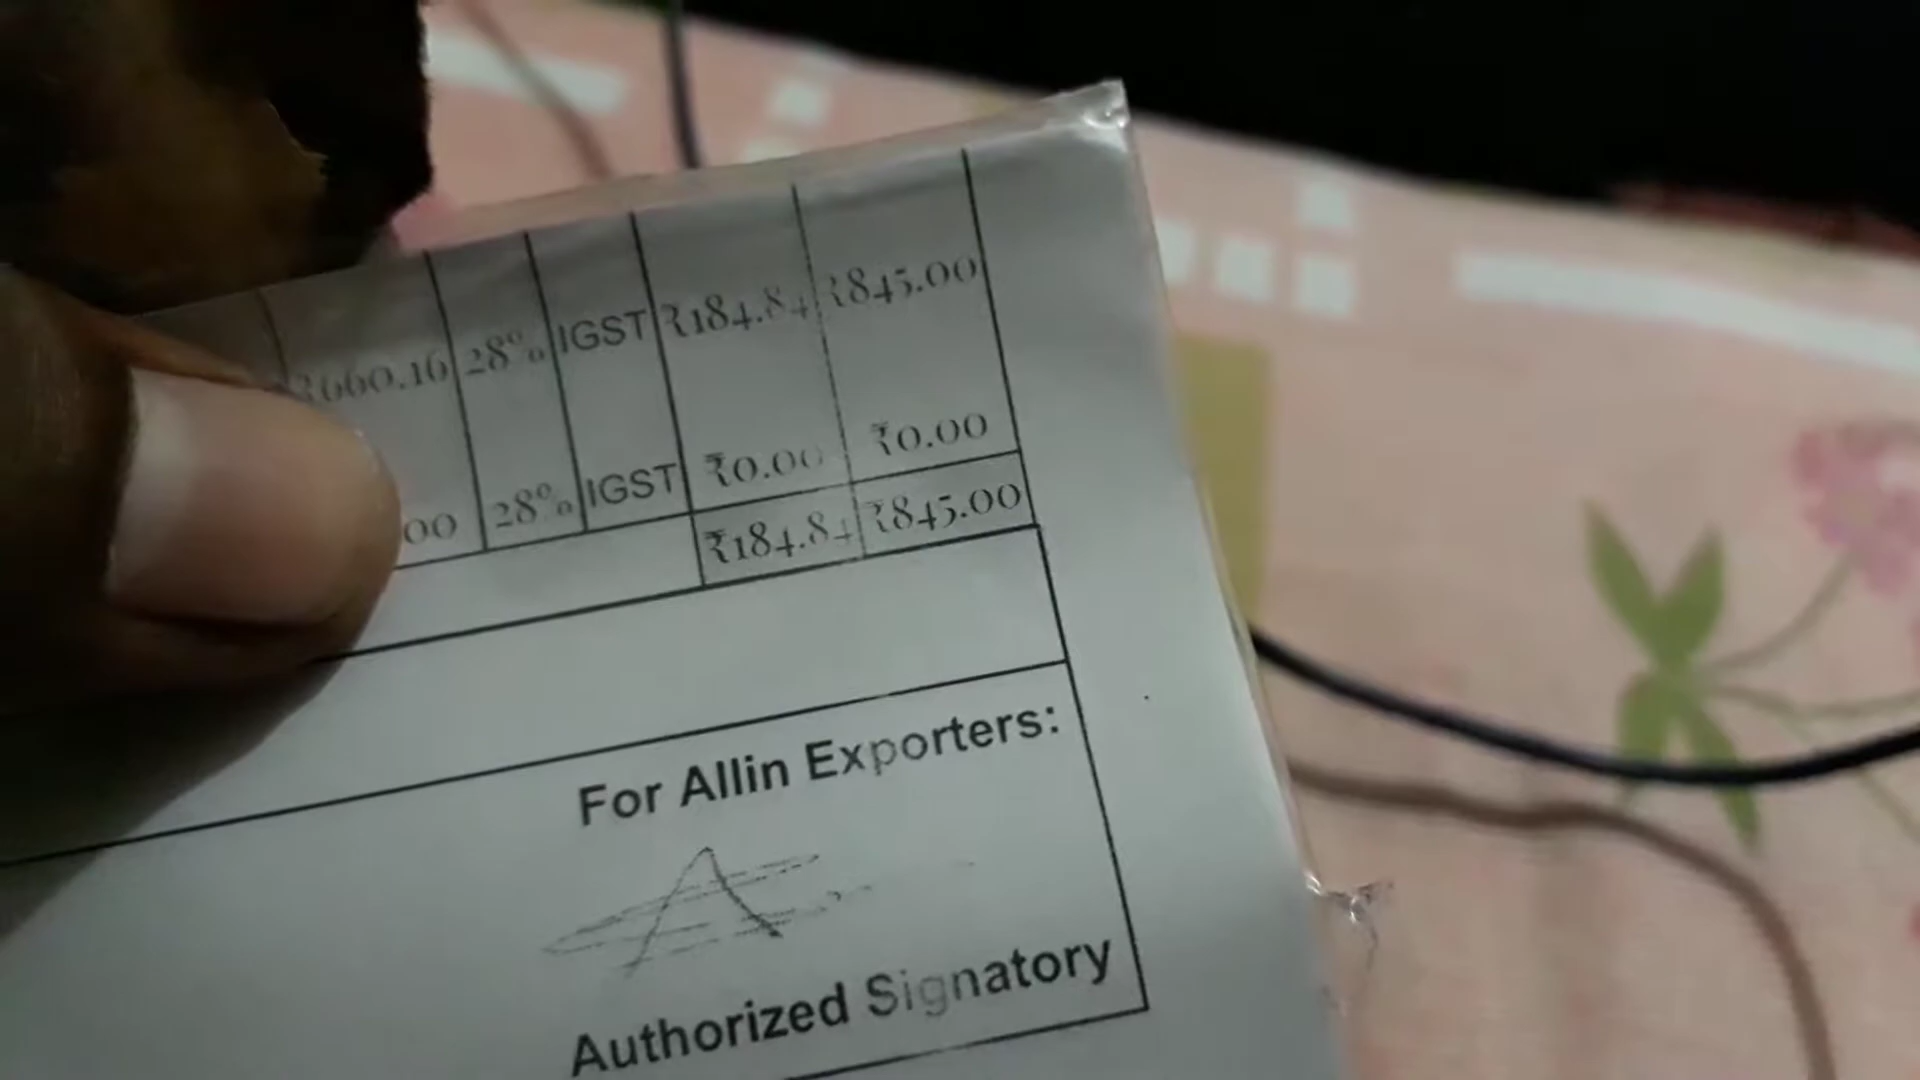 ₹660.16 28% IGST ₹184.84 ₹845.00
00 28% IGST ₹0.00 ₹0.00
₹184.84 ₹845.00
For Allin Exporters:
Authorized Signatory